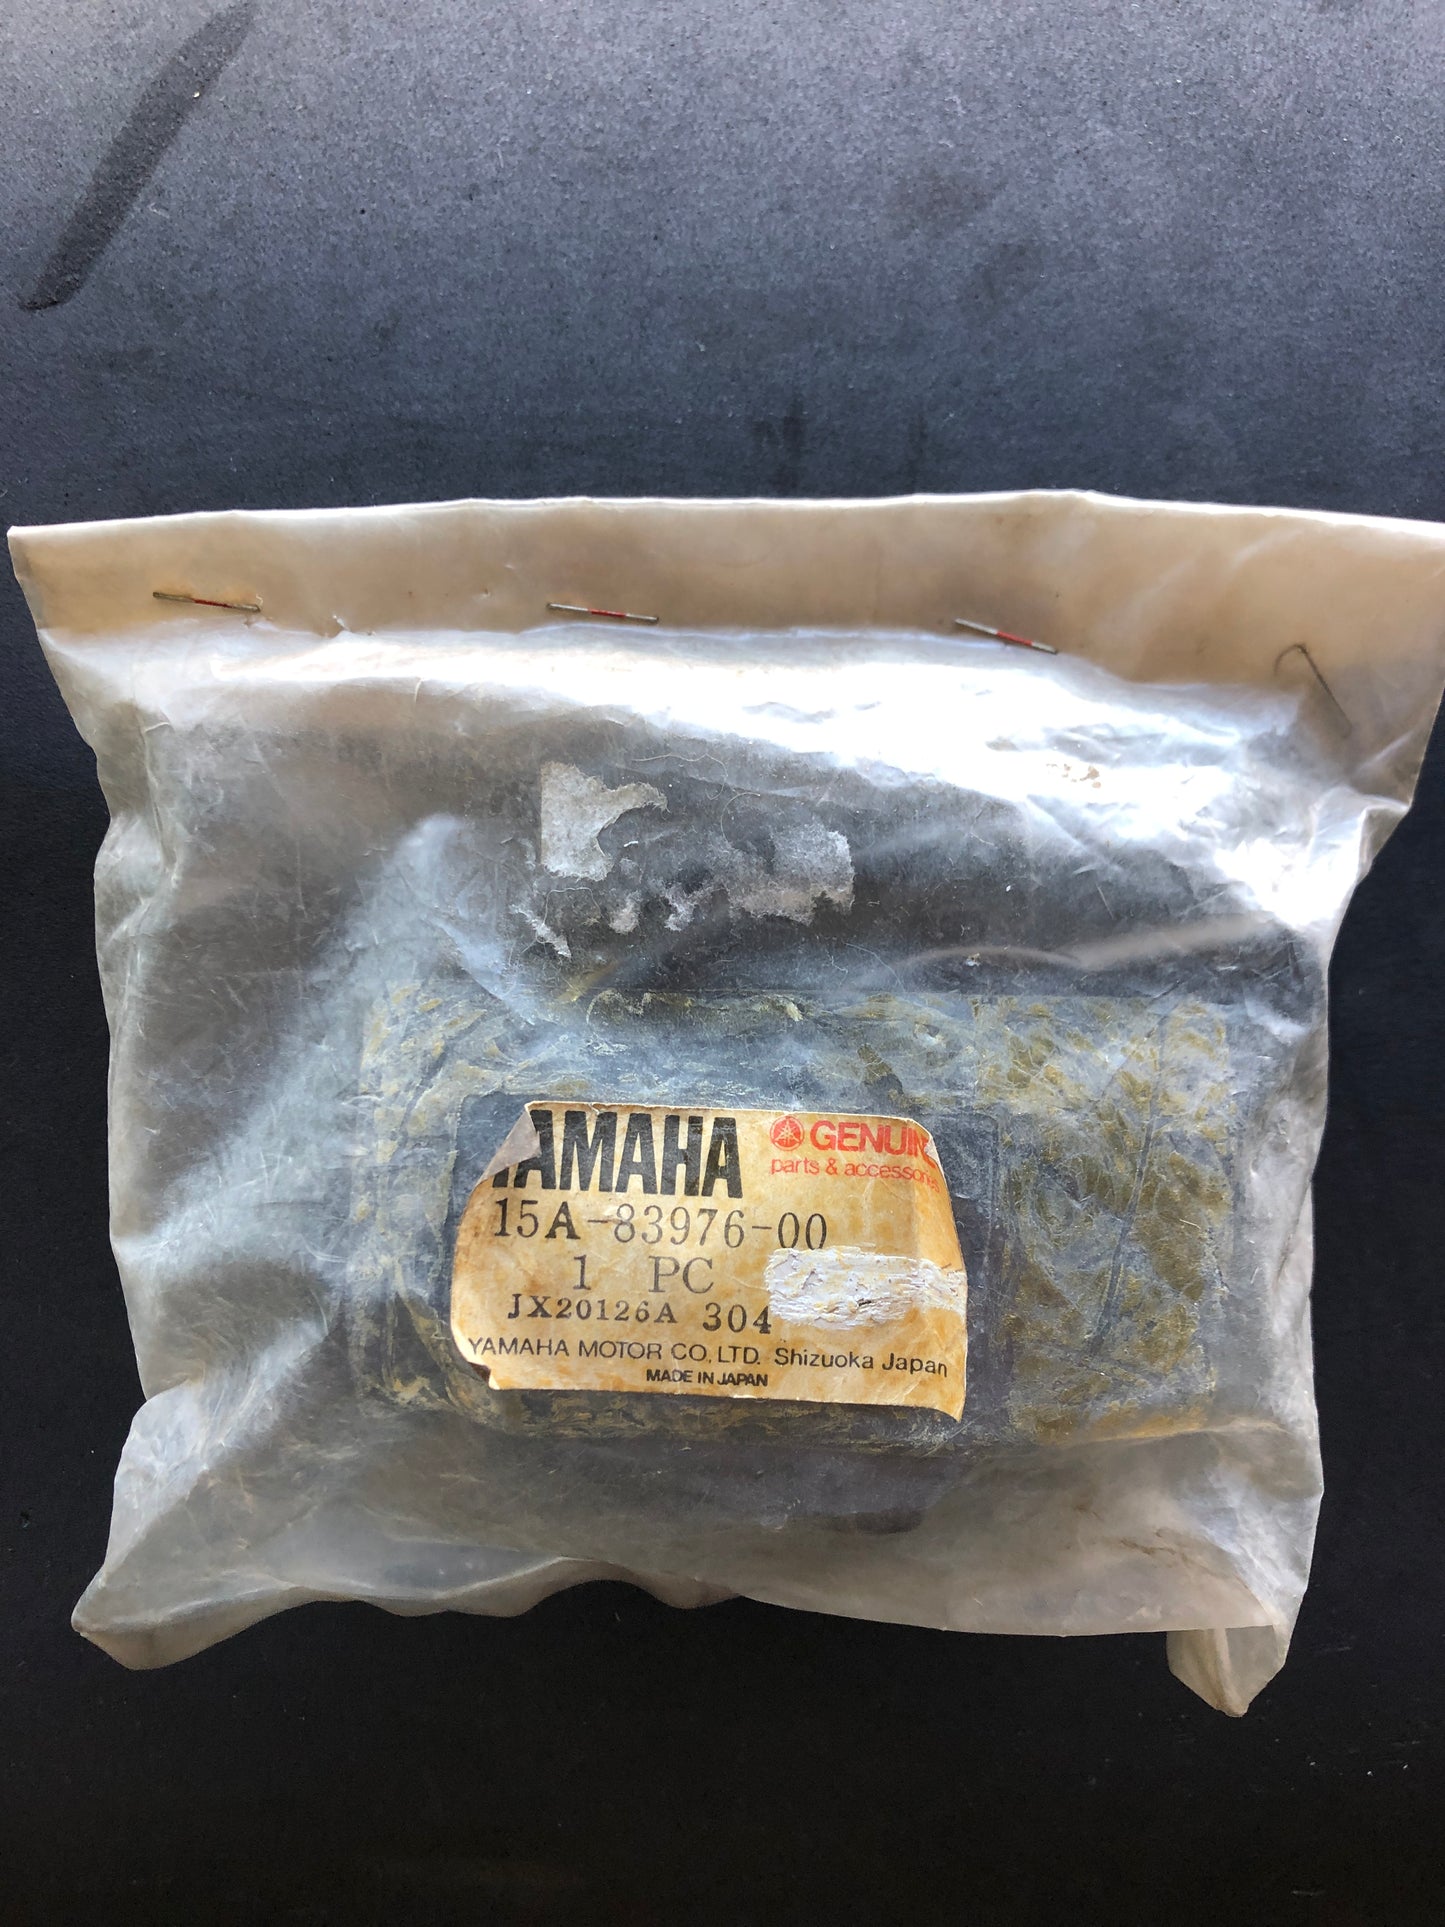 YAMAHA GENUINE
parts & accessories
15A-83976-00
1 PC
JX20126A 304
YAMAHA MOTOR CO., LTD. Shizuoka Japan
MADE IN JAPAN